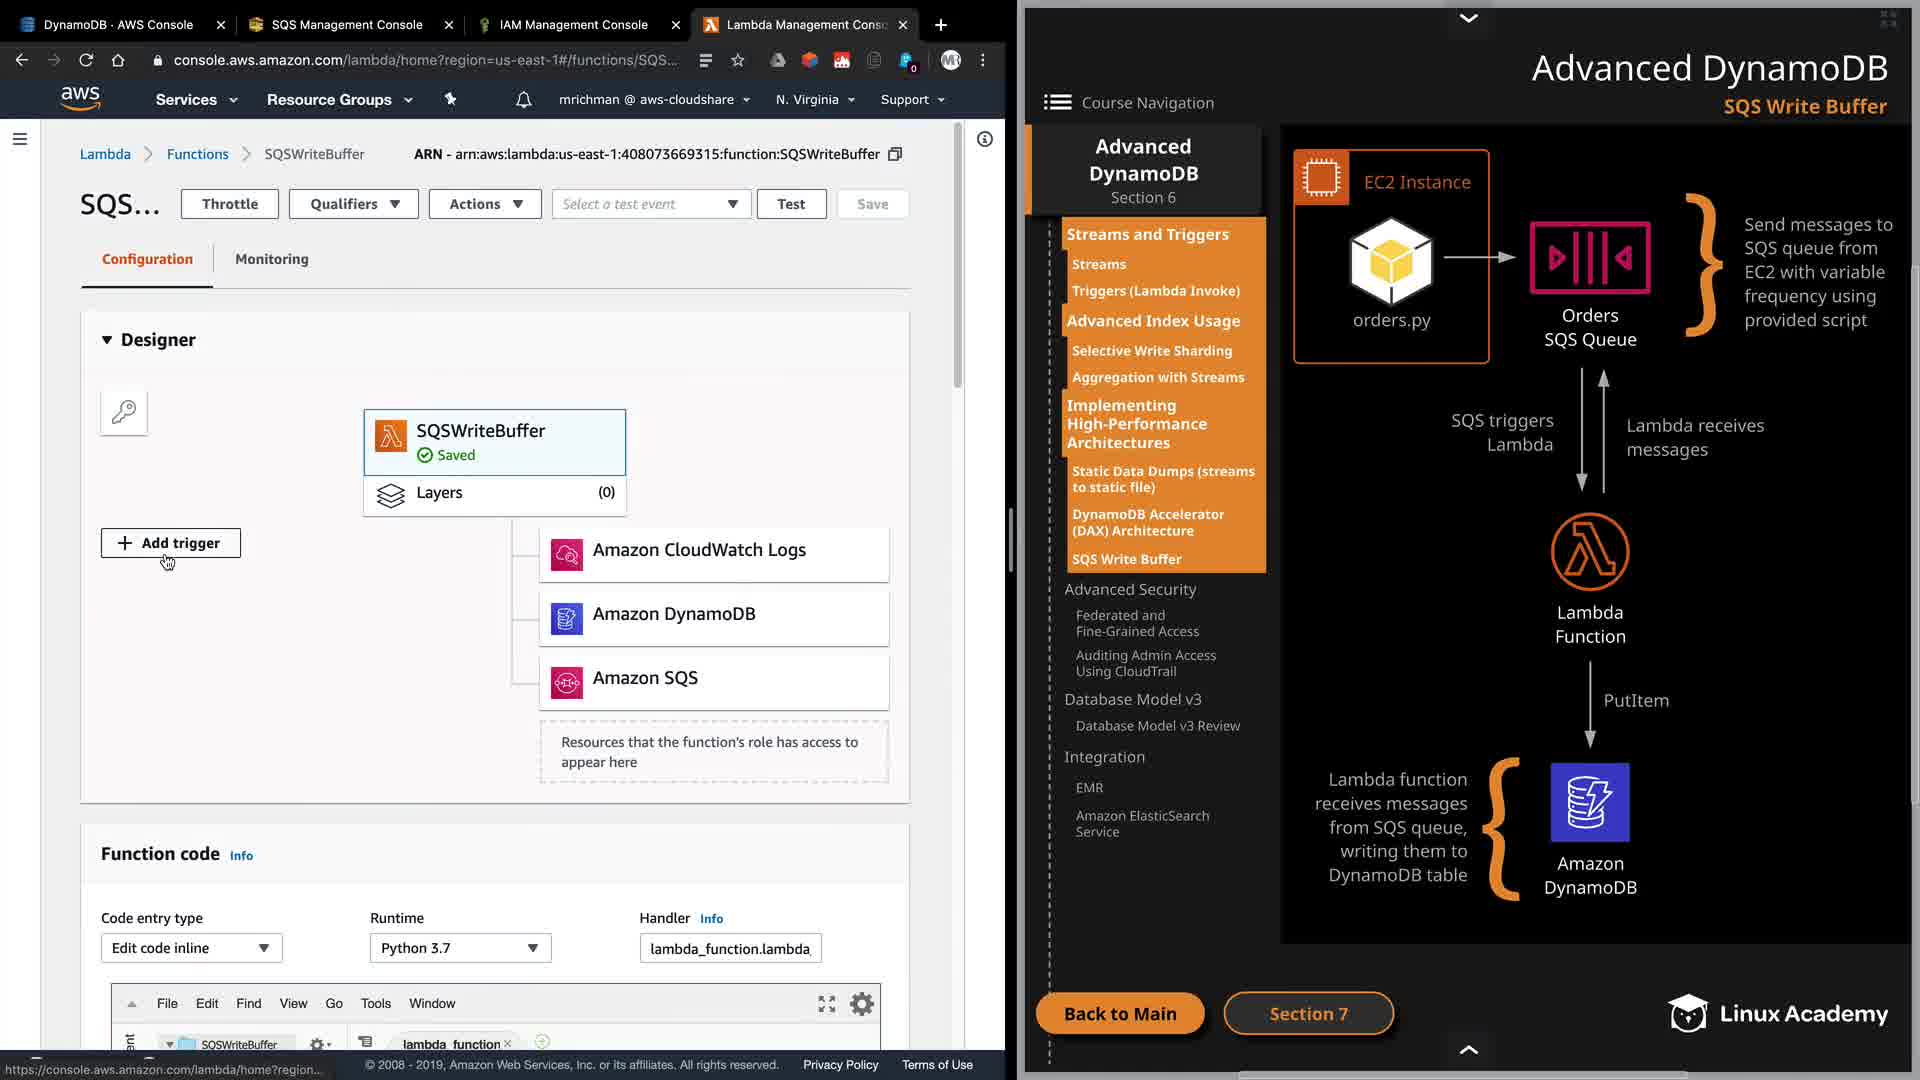 DynamoDB · AWS Console
SQS Management Console
IAM Management Console
Lambda Management Conso
console.aws.amazon.com/lambda/home?region=us-east-1#/functions/SQS...
0
aws
Services
Resource Groups
mrichman @ aws-cloudshare
N. Virginia
Support
Lambda
Functions
SQSWriteBuffer
ARN - arn:aws:lambda:us-east-1:408073669315:function:SQSWriteBuffer
SQS...
Throttle
Qualifiers
Actions
Select a test event
Test
Save
Configuration
Monitoring
Designer
SQSWriteBuffer
Saved
Layers
(0)
Add trigger
Amazon CloudWatch Logs
Amazon DynamoDB
Amazon SQS
Resources that the function's role has access to
appear here
Function code
Info
Code entry type
Runtime
Handler
Info
Edit code inline
Python 3.7
lambda_function.lambda
File
Edit
Find
View
Go
Tools
Window
SQSWriteBuffer
lambda_function
https://console.aws.amazon.com/lambda/home?region...
© 2008 - 2019, Amazon Web Services, Inc. or its affiliates. All rights reserved.
Privacy Policy
Terms of Use
Advanced DynamoDB
SQS Write Buffer
Course Navigation
Advanced
DynamoDB
Section 6
Streams and Triggers
Streams
Triggers (Lambda Invoke)
Advanced Index Usage
Selective Write Sharding
Aggregation with Streams
Implementing
High-Performance
Architectures
Static Data Dumps (streams
to static file)
DynamoDB Accelerator
(DAX) Architecture
SQS Write Buffer
Advanced Security
Federated and
Fine-Grained Access
Auditing Admin Access
Using CloudTrail
Database Model v3
Database Model v3 Review
Integration
EMR
Amazon ElasticSearch
Service
EC2 Instance
orders.py
Orders
SQS Queue
Send messages to
SQS queue from
EC2 with variable
frequency using
provided script
SQS triggers
Lambda
Lambda receives
messages
Lambda
Function
PutItem
Lambda function
receives messages
from SQS queue,
writing them to
DynamoDB table
Amazon
DynamoDB
Back to Main
Section 7
Linux Academy